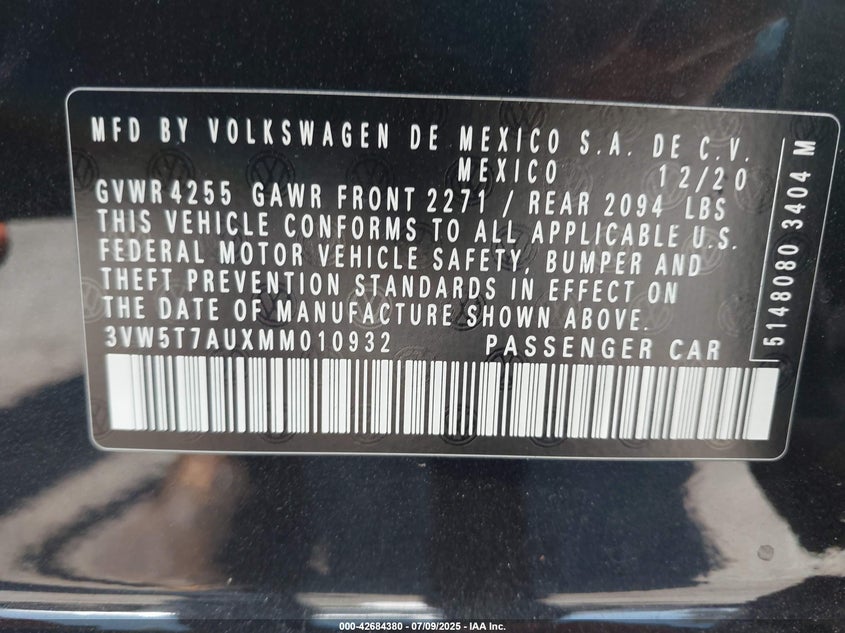 MFD BY VOLKSWAGEN DE MEXICO S.A. DE C.V.
MEXICO 12/20
GVWR 4255 GAWR FRONT 2271 / REAR 2094 LBS
THIS VEHICLE CONFORMS TO ALL APPLICABLE U.S.
FEDERAL MOTOR VEHICLE SAFETY, BUMPER AND
THEFT PREVENTION STANDARDS IN EFFECT ON
THE DATE OF MANUFACTURE SHOWN ABOVE.
3VW5T7AUXMM010932 PASSENGER CAR
5148080 3404 M
000-42684380 - 07/09/2025 - IAA Inc.